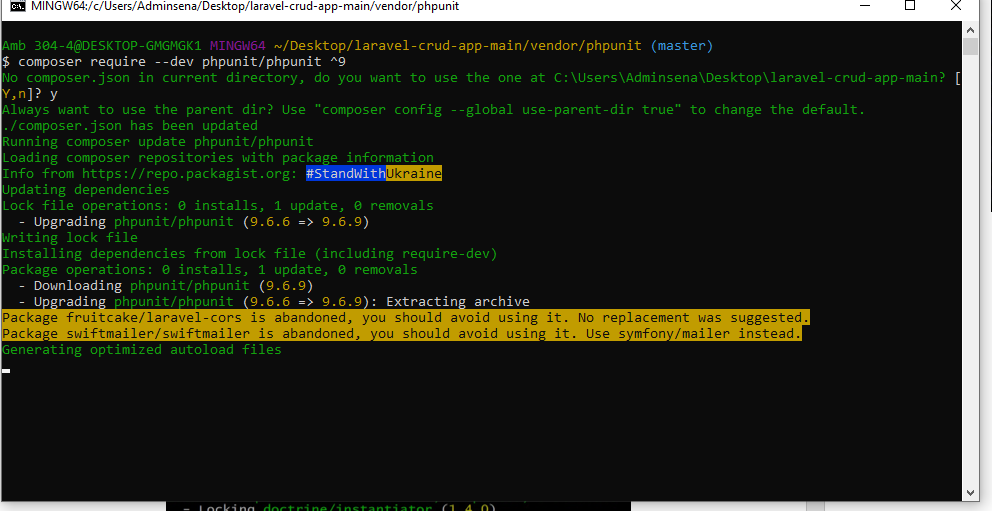 MINGW64:/c/Users/Adminsena/Desktop/laravel-crud-app-main/vendor/phpunit
Amb 304-4@DESKTOP-GMGMGK1 MINGW64 ~/Desktop/laravel-crud-app-main/vendor/phpunit (master)
$ composer require --dev phpunit/phpunit ^9
No composer.json in current directory, do you want to use the one at C:\Users\Adminsena\Desktop\laravel-crud-app-main? [
Y,n]? y
Always want to use the parent dir? Use "composer config --global use-parent-dir true" to change the default.
./composer.json has been updated
Running composer update phpunit/phpunit
Loading composer repositories with package information
Info from https://repo.packagist.org: #StandWithUkraine
Updating dependencies
Lock file operations: 0 installs, 1 update, 0 removals
  - Upgrading phpunit/phpunit (9.6.6 => 9.6.9)
Writing lock file
Installing dependencies from lock file (including require-dev)
Package operations: 0 installs, 1 update, 0 removals
  - Downloading phpunit/phpunit (9.6.9)
  - Upgrading phpunit/phpunit (9.6.6 => 9.6.9): Extracting archive
Package fruitcake/laravel-cors is abandoned, you should avoid using it. No replacement was suggested.
Package swiftmailer/swiftmailer is abandoned, you should avoid using it. Use symfony/mailer instead.
Generating optimized autoload files
- Locking doctrine/instantiator (1.4.0)